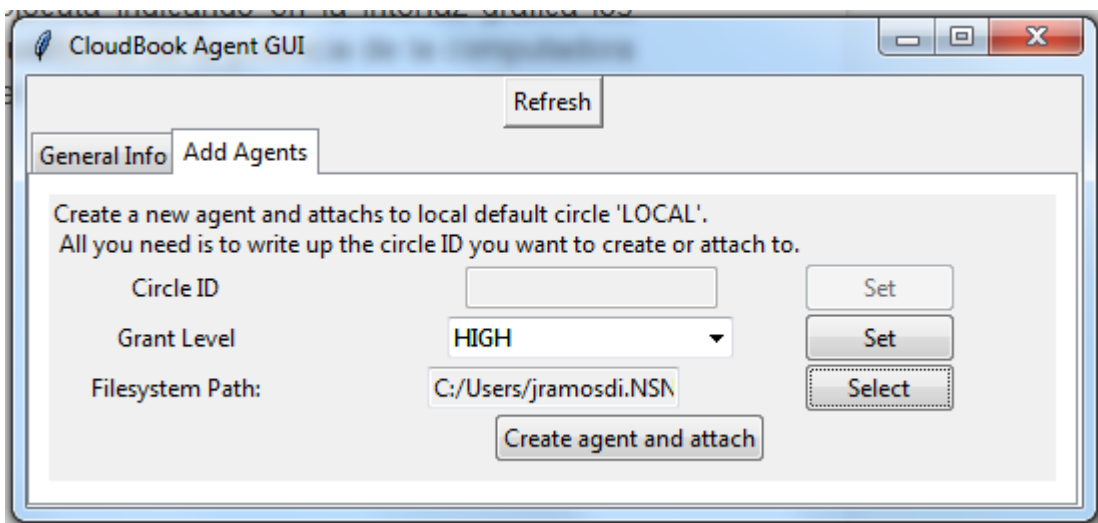 CloudBook Agent GUI
Refresh
General Info Add Agents
Create a new agent and attachs to local default circle 'LOCAL'.
All you need is to write up the circle ID you want to create or attach to.
Circle ID Set
Grant Level HIGH Set
Filesystem Path: C:/Users/jramosdi.NSN Select
Create agent and attach